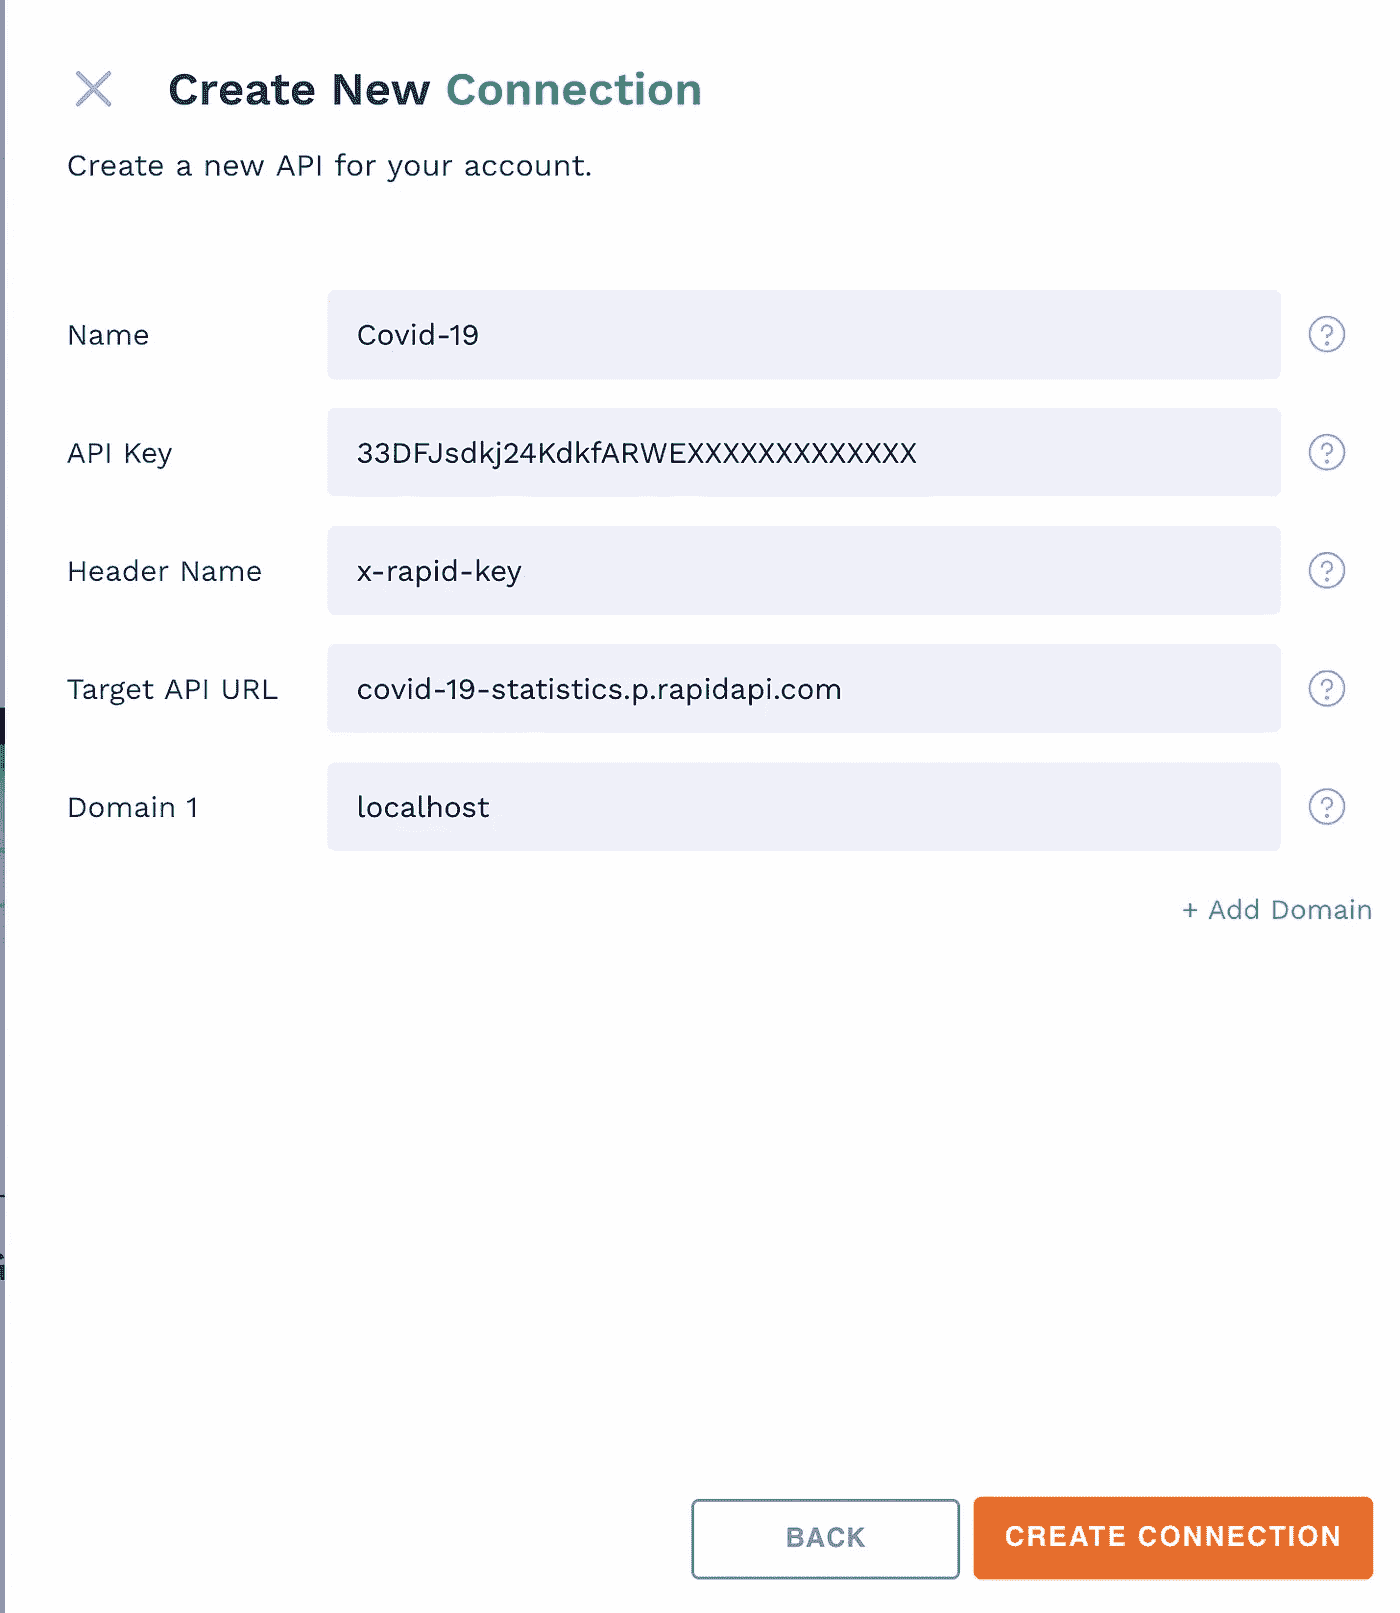 Create New Connection
Create a new API for your account.
Name
Covid-19
API Key
33DFJsdkj24KdkfARWEXXXXXXXXXXXXX
Header Name
x-rapid-key
Target API URL
covid-19-statistics.p.rapidapi.com
Domain 1
localhost
+ Add Domain
BACK
CREATE CONNECTION